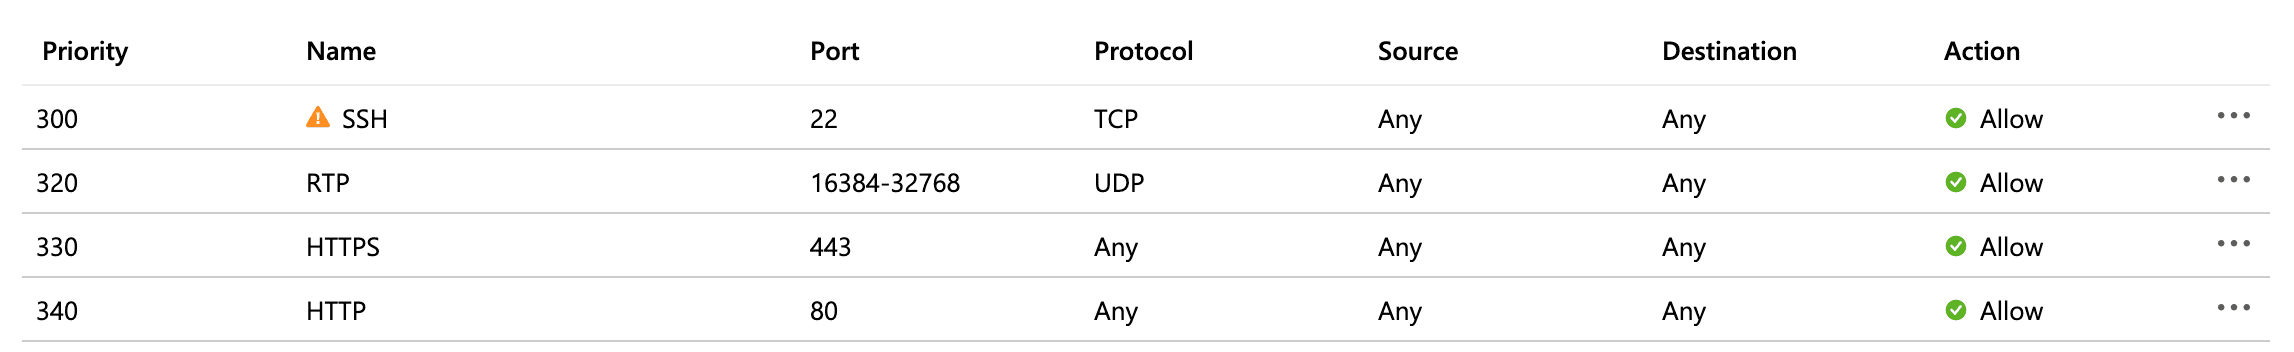 Priority Name Port Protocol Source Destination Action
300 SSH 22 TCP Any Any Allow
320 RTP 16384-32768 UDP Any Any Allow
330 HTTPS 443 Any Any Any Allow
340 HTTP 80 Any Any Any Allow